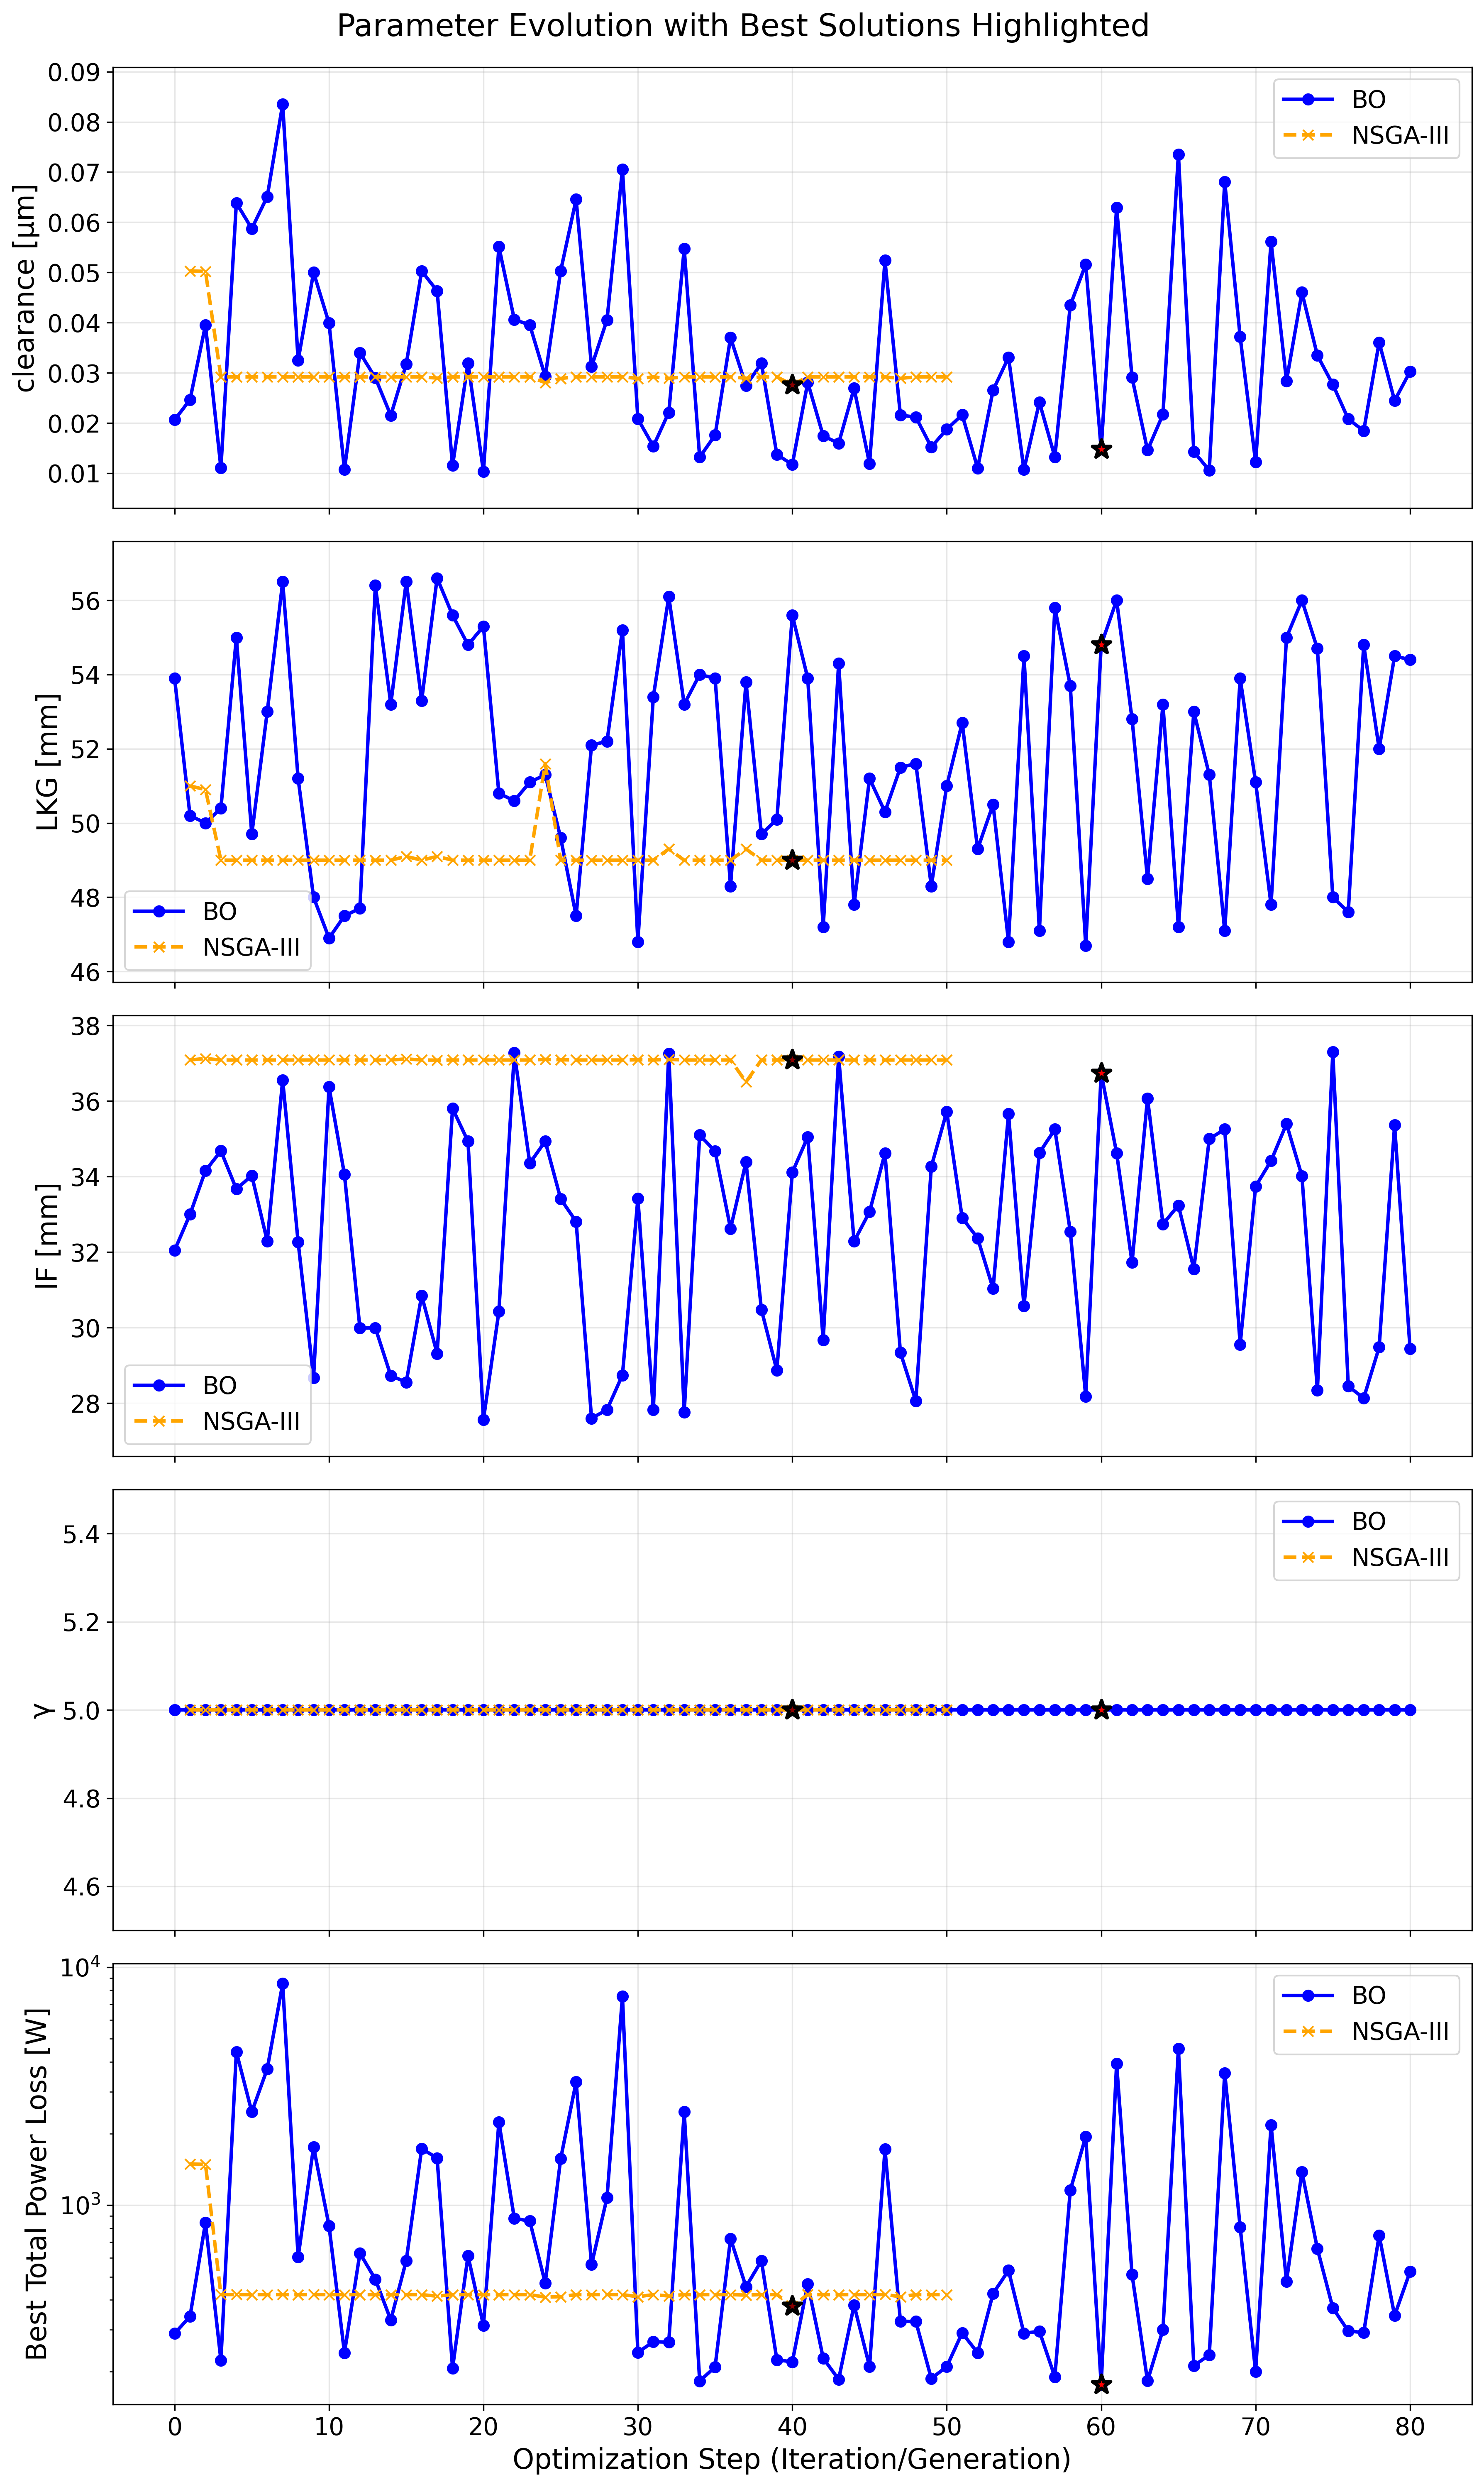 Parameter Evolution with Best Solutions Highlighted
0.09
0.08
0.07
0.06
0.05
0.04
0.03
0.02
0.01
clearance [μm]
BO
NSGA-III
56
54
52
50
48
46
LKG [mm]
BO
NSGA-III
38
36
34
32
30
28
lF [mm]
BO
NSGA-III
5.4
5.2
5.0
4.8
4.6
γ
BO
NSGA-III
10⁴
10³
Best Total Power Loss [W]
BO
NSGA-III
0 10 20 30 40 50 60 70 80
Optimization Step (Iteration/Generation)